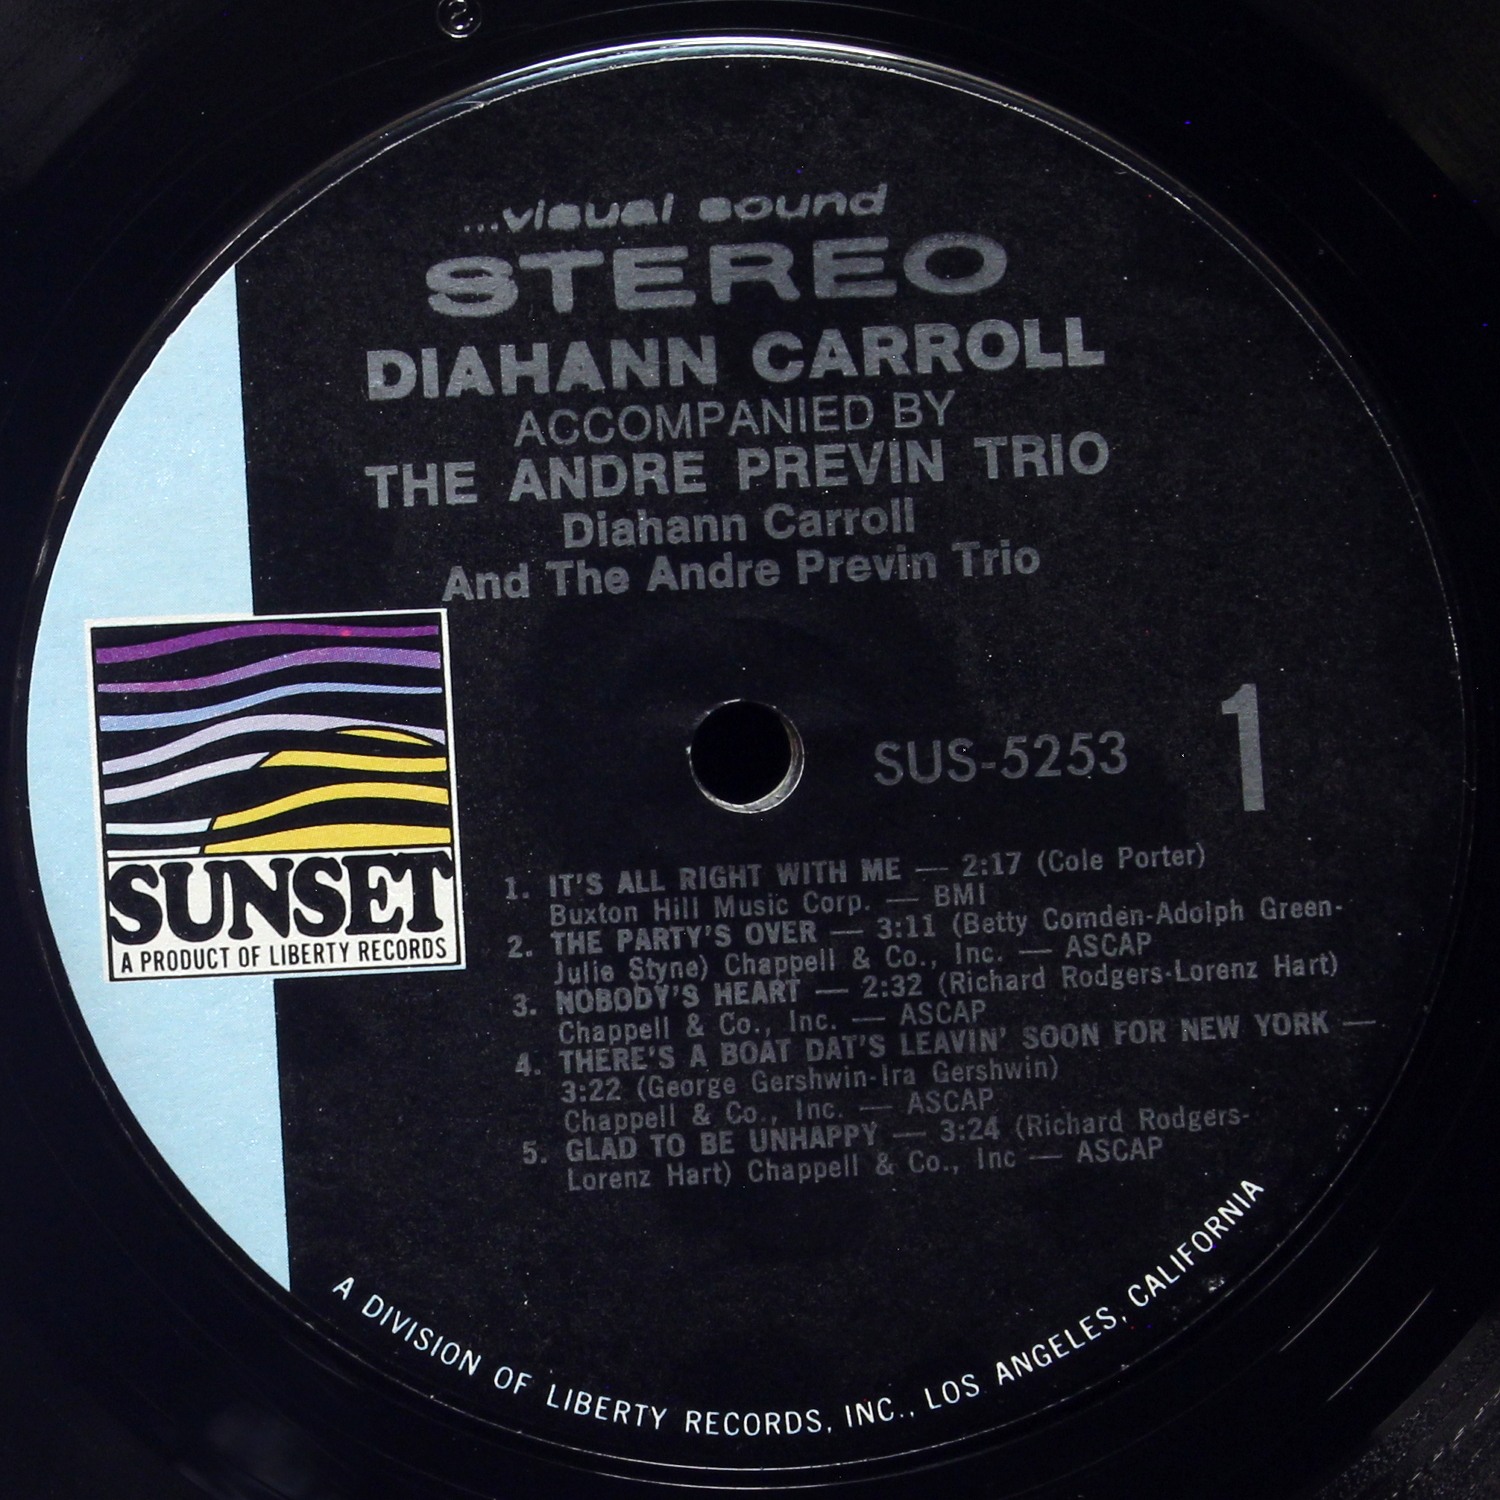 ...visual sound
STEREO
DIAHANN CARROLL
ACCOMPANIED BY
THE ANDRE PREVIN TRIO
Diahann Carroll
And The Andre Previn Trio
SUS-5253
1
SUNSET
A PRODUCT OF LIBERTY RECORDS
1. IT'S ALL RIGHT WITH ME — 2:17 (Cole Porter)
Buxton Hill Music Corp. — BMI
2. THE PARTY'S OVER — 3:11 (Betty Comden-Adolph Green-
Julie Styne) Chappell & Co., Inc. — ASCAP
3. NOBODY'S HEART — 2:32 (Richard Rodgers-Lorenz Hart)
Chappell & Co., Inc. — ASCAP
4. THERE'S A BOAT DAT'S LEAVIN' SOON FOR NEW YORK —
3:22 (George Gershwin-Ira Gershwin)
Chappell & Co., Inc. — ASCAP
5. GLAD TO BE UNHAPPY — 3:24 (Richard Rodgers-
Lorenz Hart) Chappell & Co., Inc — ASCAP
A DIVISION OF LIBERTY RECORDS, INC., LOS ANGELES, CALIFORNIA